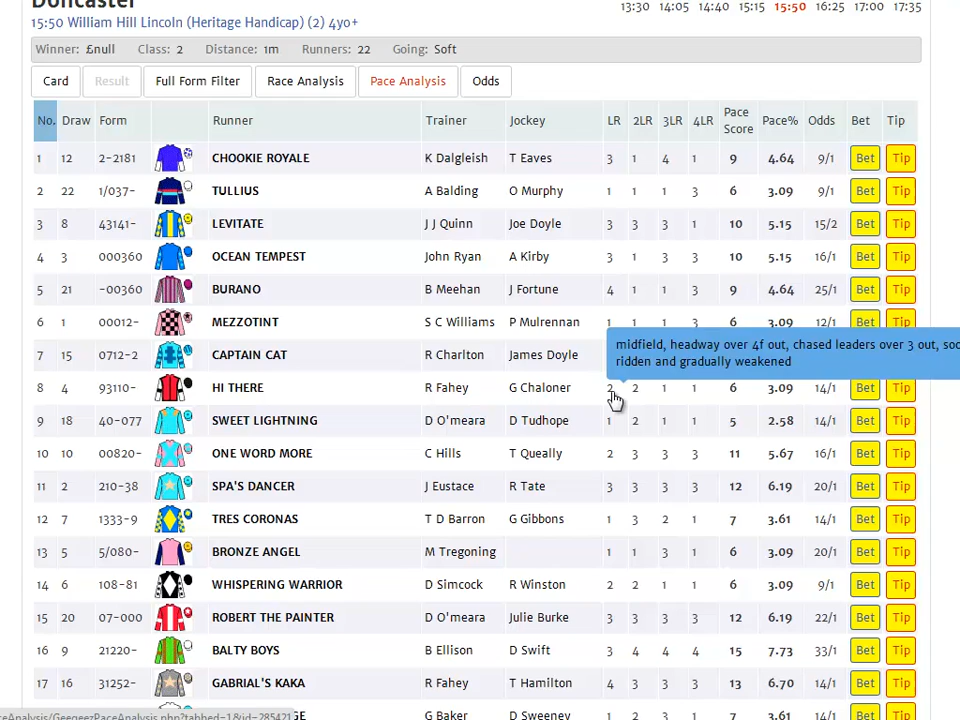 Doncaster
13:30 14:05 14:40 15:15 15:50 16:25 17:00 17:35
15:50 William Hill Lincoln (Heritage Handicap) (2) 4yo+
Winner: £null Class: 2 Distance: 1m Runners: 22 Going: Soft
Card Result Full Form Filter Race Analysis Pace Analysis Odds
No. Draw Form Runner Trainer Jockey LR 2LR 3LR 4LR Pace Score Pace% Odds Bet Tip
1 12 2-2181 CHOOKIE ROYALE K Dalgleish T Eaves 3 1 4 1 9 4.64 9/1 Bet Tip
2 22 1/037- TULLIUS A Balding O Murphy 1 1 1 3 6 3.09 9/1 Bet Tip
3 8 43141- LEVITATE J J Quinn Joe Doyle 3 3 3 1 10 5.15 15/2 Bet Tip
4 3 000360 OCEAN TEMPEST John Ryan A Kirby 3 1 3 3 10 5.15 16/1 Bet Tip
5 21 -00360 BURANO B Meehan J Fortune 4 1 1 3 9 4.64 25/1 Bet Tip
6 1 00012- MEZZOTINT S C Williams P Mulrennan 1 1 1 3 6 3.09 12/1 Bet Tip
midfield, headway over 4f out, chased leaders over 3 out, soo
ridden and gradually weakened
7 15 0712-2 CAPTAIN CAT R Charlton James Doyle
8 4 93110- HI THERE R Fahey G Chaloner 2 2 1 1 6 3.09 14/1 Bet Tip
9 18 40-077 SWEET LIGHTNING D O'meara D Tudhope 1 2 1 1 5 2.58 14/1 Bet Tip
10 10 00820- ONE WORD MORE C Hills T Queally 2 3 3 3 11 5.67 16/1 Bet Tip
11 2 210-38 SPA'S DANCER J Eustace R Tate 3 3 3 3 12 6.19 20/1 Bet Tip
12 7 1333-9 TRES CORONAS T D Barron G Gibbons 1 3 2 1 7 3.61 14/1 Bet Tip
13 5 5/080- BRONZE ANGEL M Tregoning 1 1 3 1 6 3.09 20/1 Bet Tip
14 6 108-81 WHISPERING WARRIOR D Simcock R Winston 2 2 1 1 6 3.09 9/1 Bet Tip
15 20 07-000 ROBERT THE PAINTER D O'meara Julie Burke 3 3 3 3 12 6.19 22/1 Bet Tip
16 9 21220- BALTY BOYS B Ellison D Swift 3 4 4 4 15 7.73 33/1 Bet Tip
17 16 31252- GABRIAL'S KAKA R Fahey T Hamilton 4 3 3 3 13 6.70 14/1 Bet Tip
GE G Baker D Sweeney
ceAnalysis/GeegeezPaceAnalysis.php?tabbed=1&id=285421